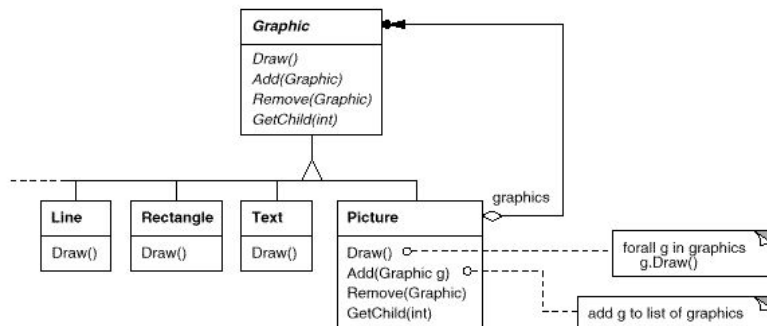 Graphic
Draw()
Add(Graphic)
Remove(Graphic)
GetChild(int)
graphics
Line
Draw()
Rectangle
Draw()
Text
Draw()
Picture
Draw()
Add(Graphic g)
Remove(Graphic)
GetChild(int)
forall g in graphics
g.Draw()
add g to list of graphics